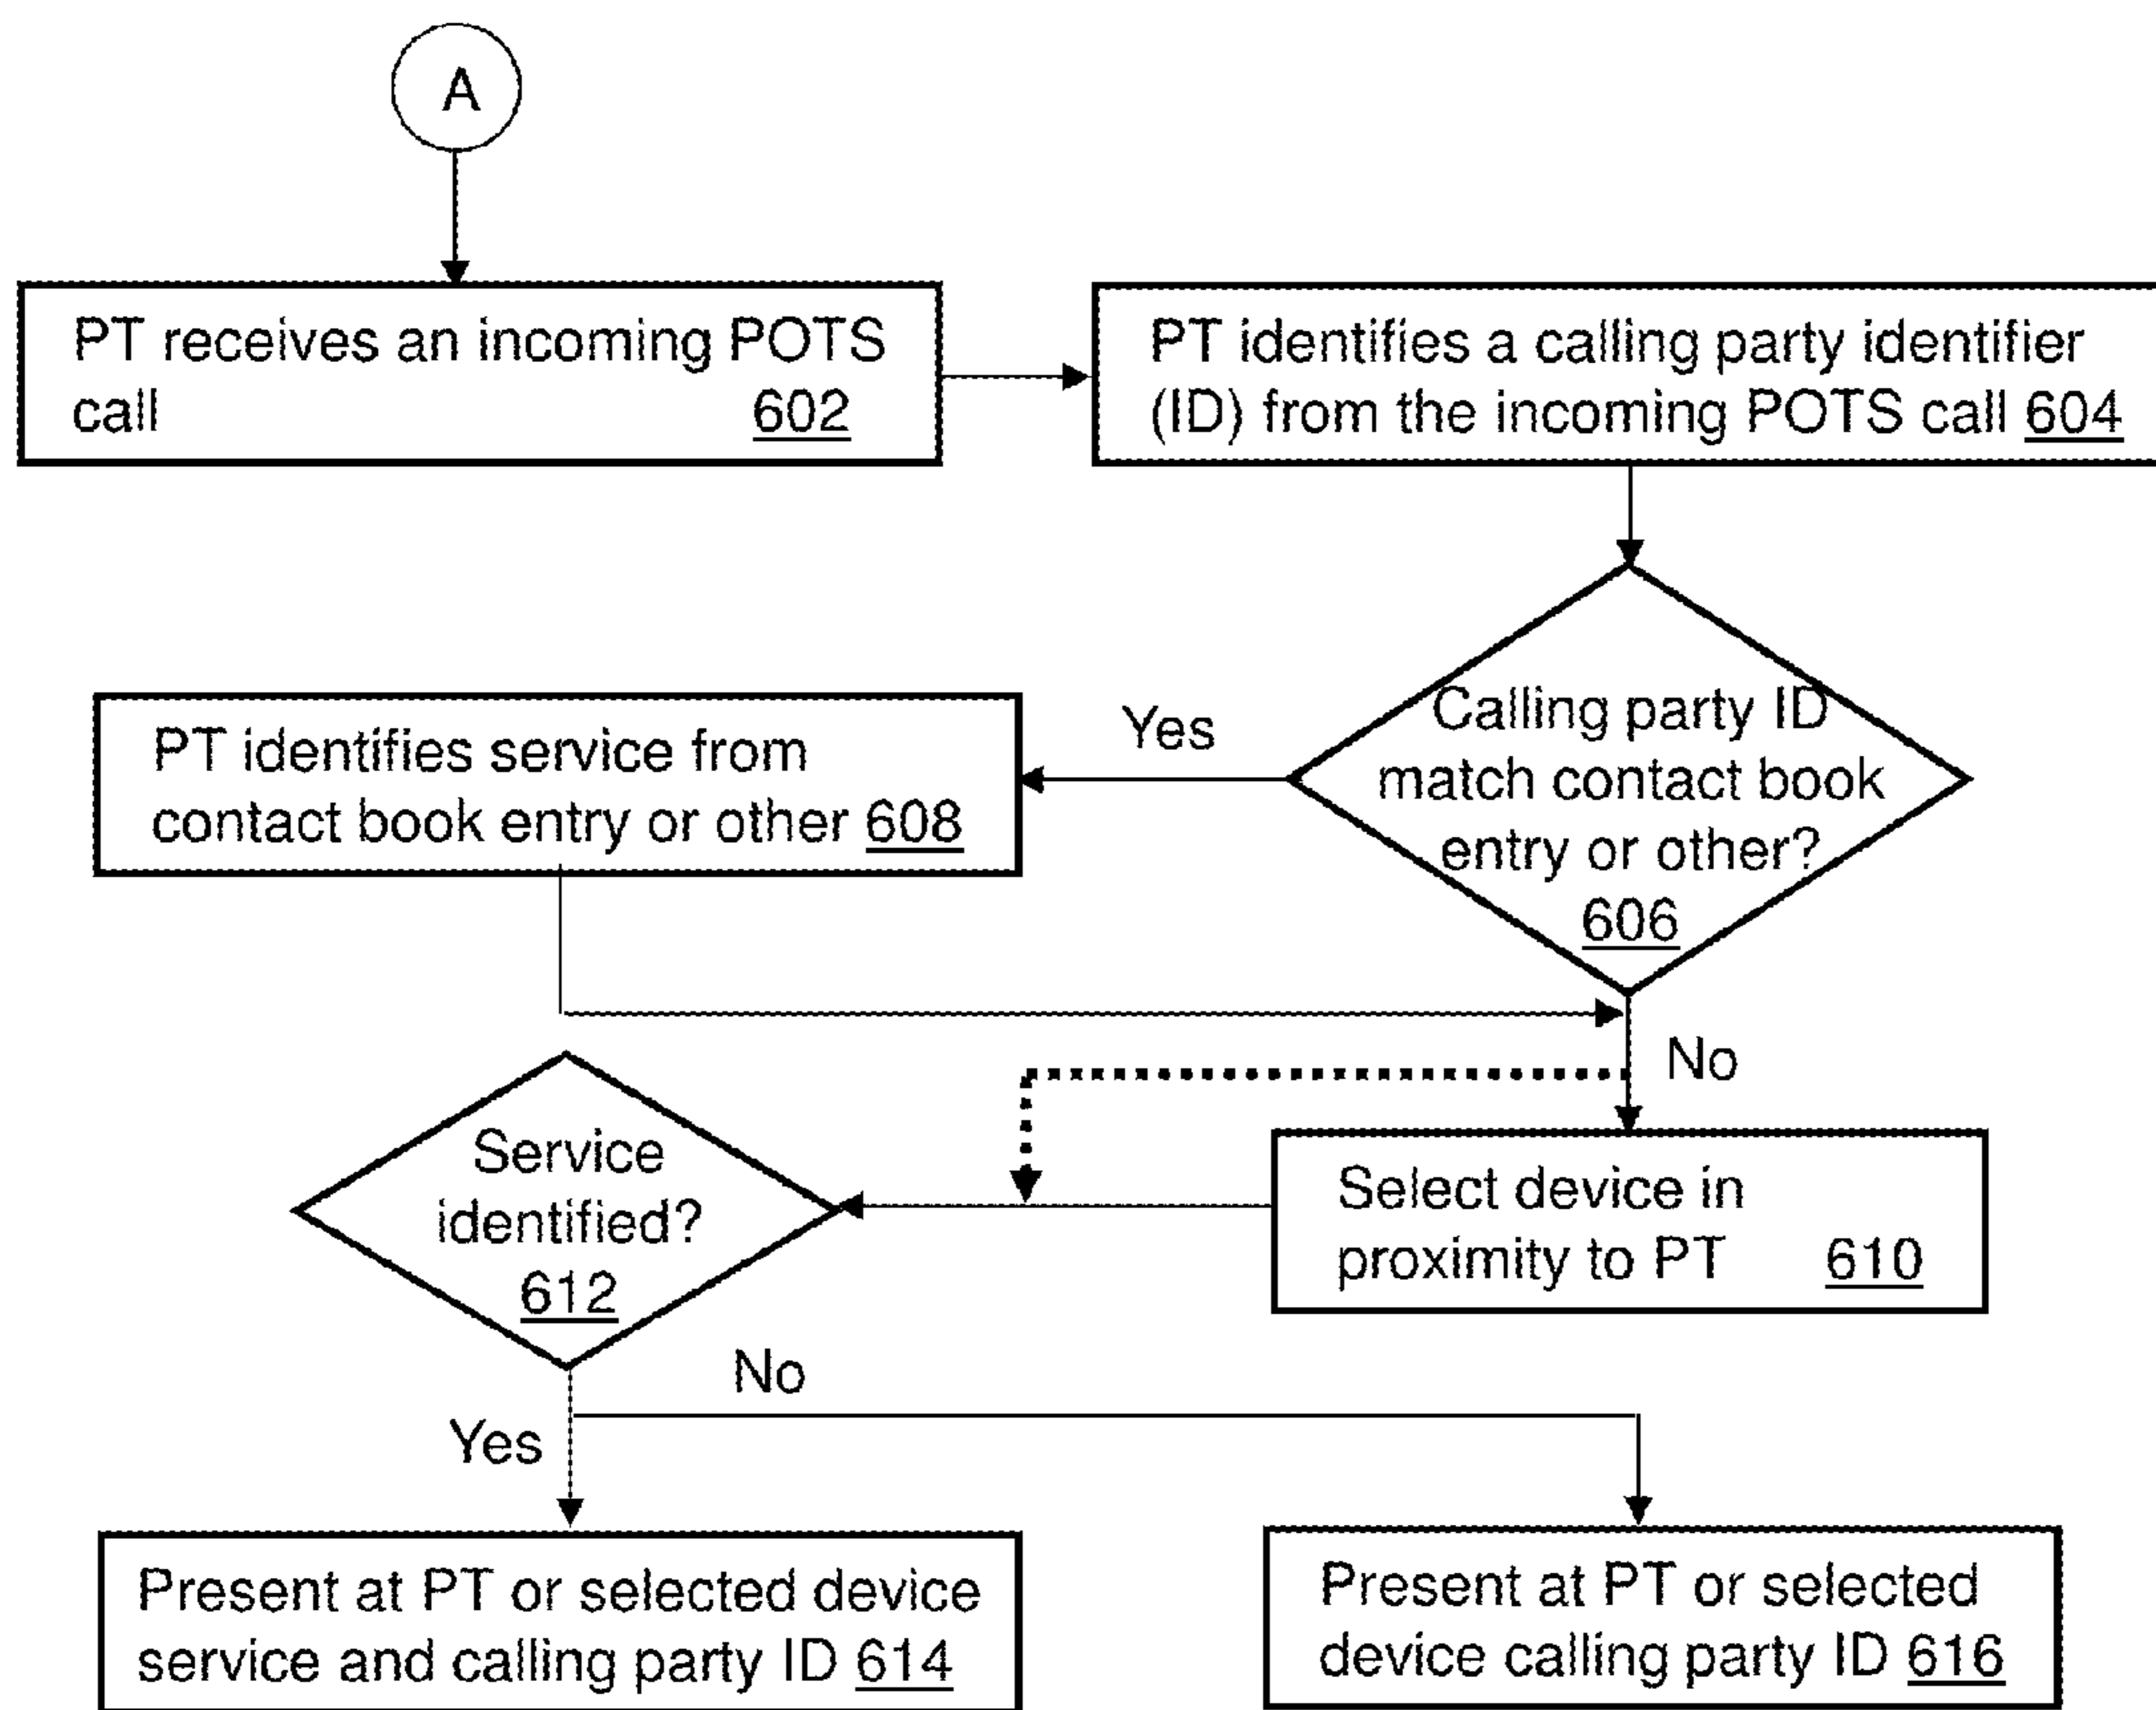 A
PT receives an incoming POTS
call 602
PT identifies a calling party identifier
(ID) from the incoming POTS call 604
Calling party ID
match contact book
entry or other?
606
Yes
PT identifies service from
contact book entry or other 608
No
Select device in
proximity to PT 610
Service
identified?
612
No
Yes
Present at PT or selected device
service and calling party ID 614
Present at PT or selected
device calling party ID 616